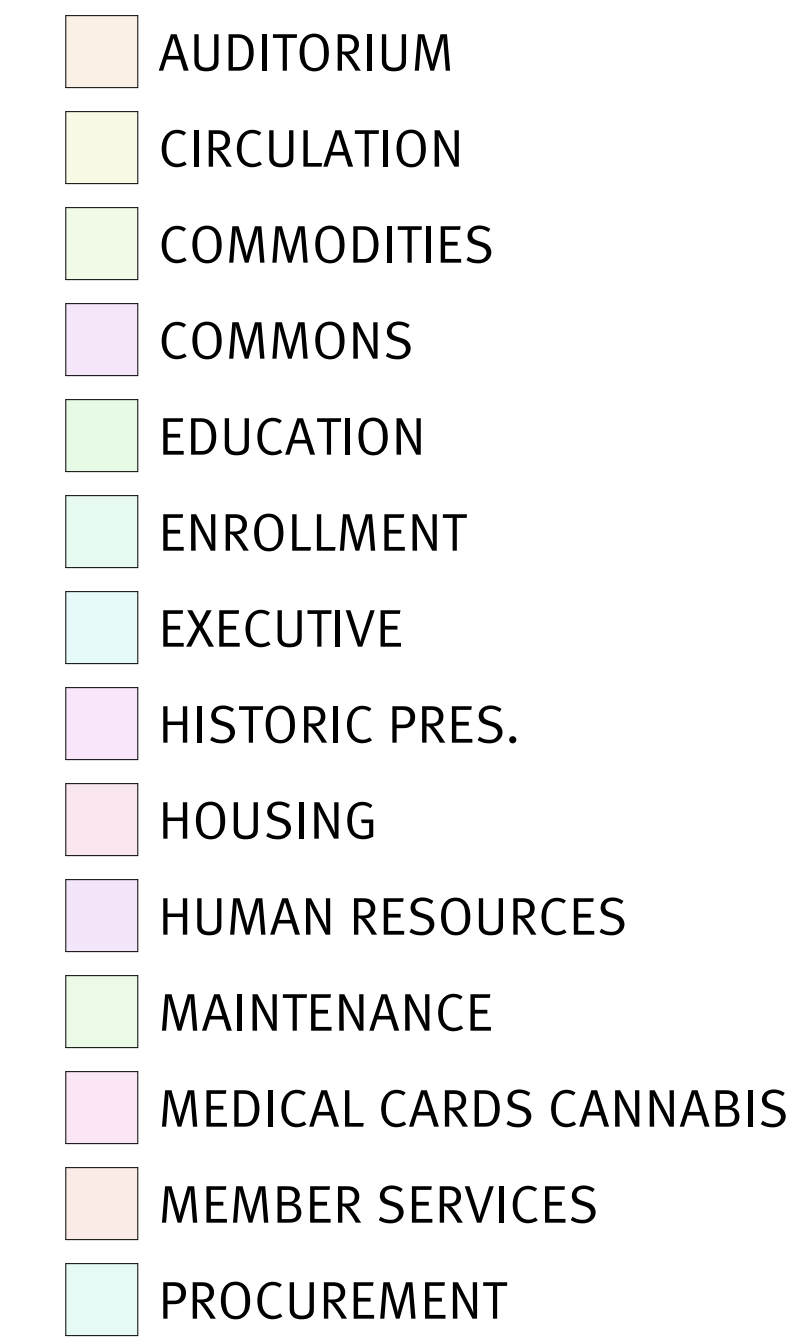 AUDITORIUM
CIRCULATION
COMMODITIES
COMMONS
EDUCATION
ENROLLMENT
EXECUTIVE
HISTORIC PRES.
HOUSING
HUMAN RESOURCES
MAINTENANCE
MEDICAL CARDS CANNABIS
MEMBER SERVICES
PROCUREMENT